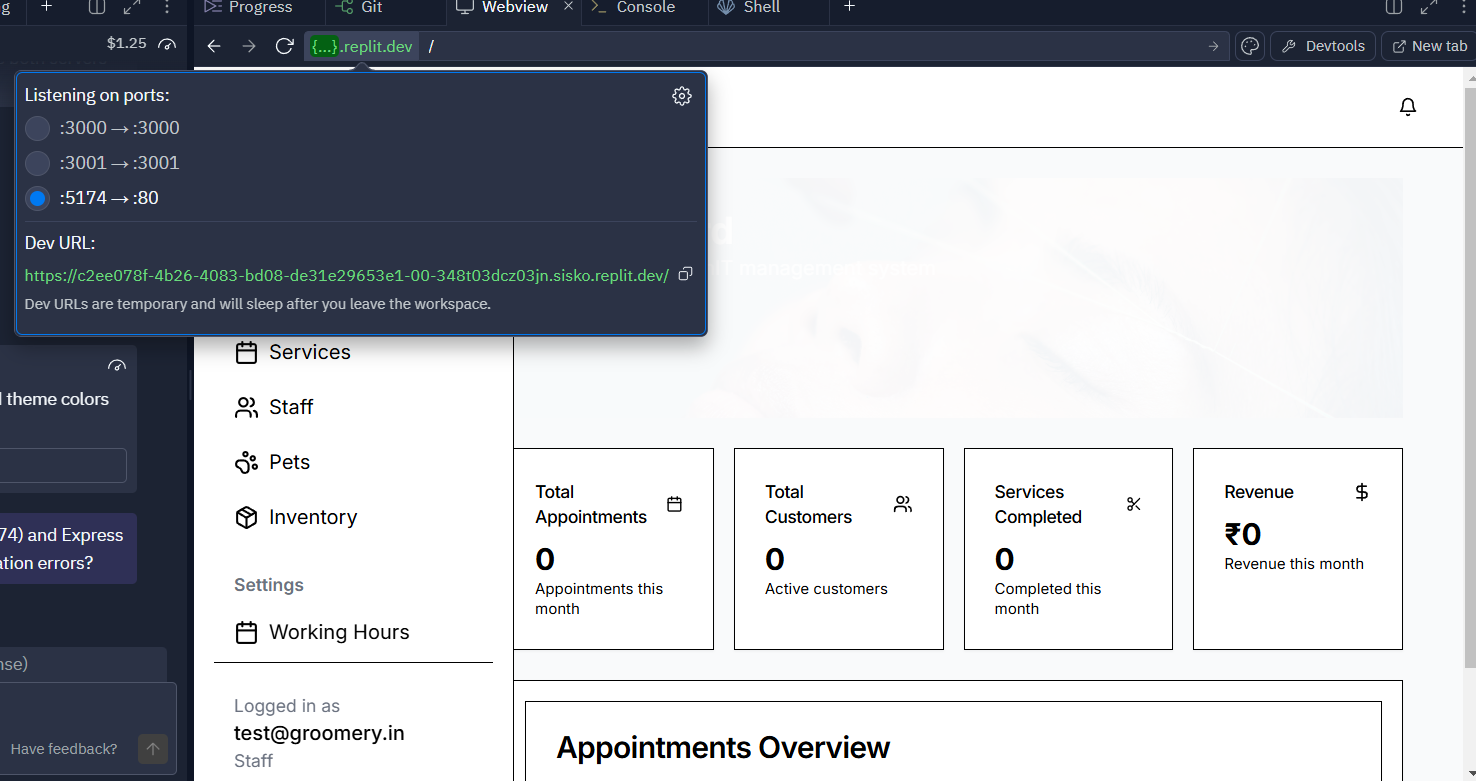 g
Progress
Git
Webview
Console
Shell
$1.25
{...}.replit.dev /
Devtools
New tab
Listening on ports:
:3000 → :3000
:3001 → :3001
:5174 → :80
Dev URL:
https://c2ee078f-4b26-4083-bd08-de31e29653e1-00-348t03dcz03jn.sisko.replit.dev/
Dev URLs are temporary and will sleep after you leave the workspace.
d
management
theme colors
74) and Express
ation errors?
nse)
Have feedback?
Services
Staff
Pets
Inventory
Settings
Working Hours
Logged in as
test@groomery.in
Staff
Total
Appointments
0
Appointments this
month
Total
Customers
0
Active customers
Services
Completed
0
Completed this
month
Revenue
₹0
Revenue this month
Appointments Overview